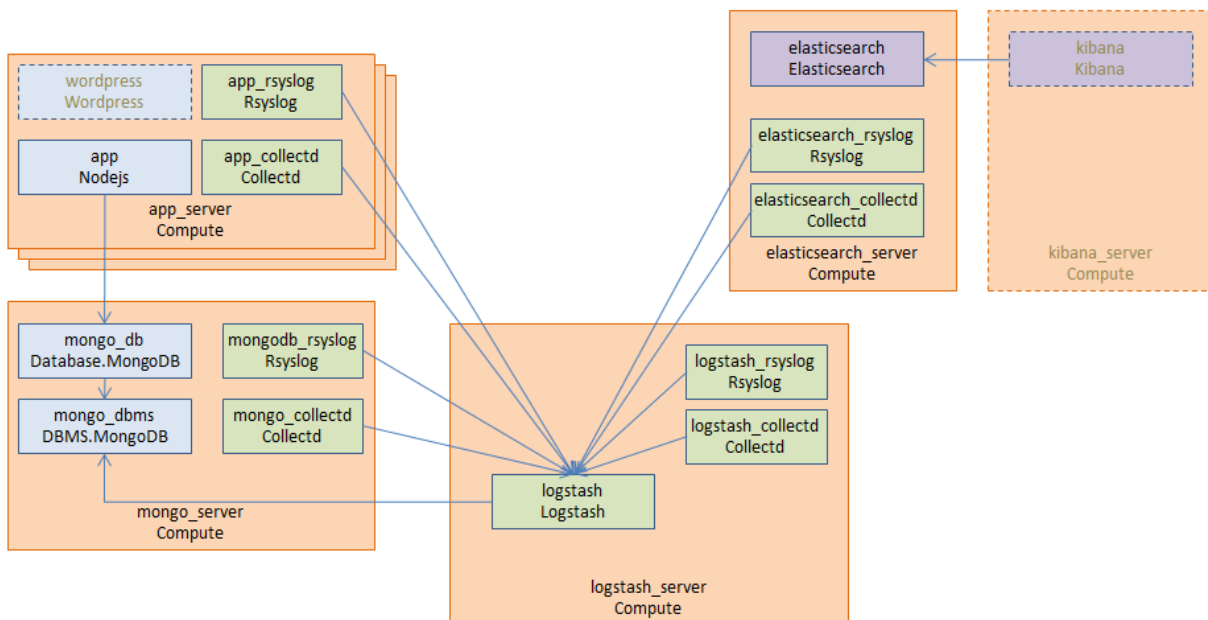 wordpress
Wordpress
app_rsyslog
Rsyslog
app
Nodejs
app_collectd
Collectd
app_server
Compute
elasticsearch
Elasticsearch
elasticsearch_rsyslog
Rsyslog
elasticsearch_collectd
Collectd
elasticsearch_server
Compute
kibana
Kibana
kibana_server
Compute
mongo_db
Database.MongoDB
mongodb_rsyslog
Rsyslog
mongo_dbms
DBMS.MongoDB
mongo_collectd
Collectd
mongo_server
Compute
logstash_rsyslog
Rsyslog
logstash_collectd
Collectd
logstash
Logstash
logstash_server
Compute